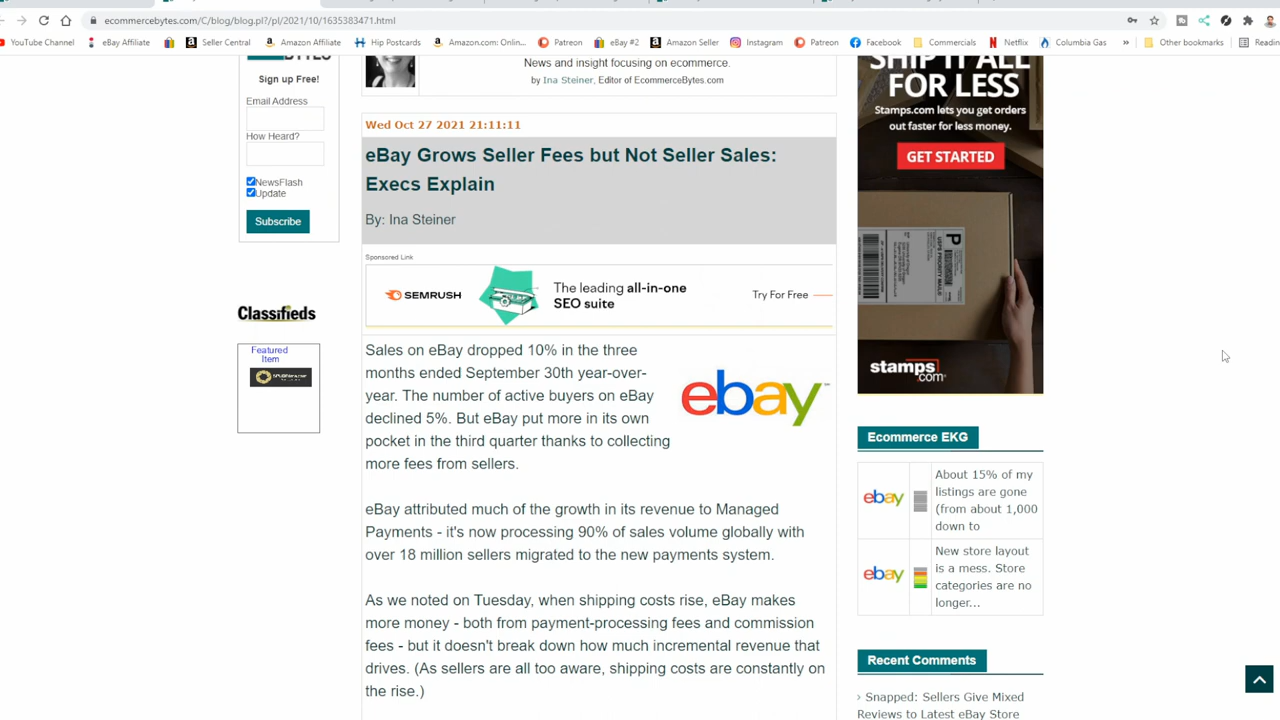 ecommercebytes.com/C/blog/blog.pl?/pl/2021/10/1635383471.html
YouTube Channel
eBay Affiliate
Seller Central
Amazon Affiliate
Hip Postcards
Amazon.com: Onlin...
Patreon
eBay #2
Amazon Seller
Instagram
Patreon
Facebook
Commercials
Netflix
Columbia Gas
»
Other bookmarks
Readin
Sign up Free!
Email Address
How Heard?
NewsFlash
Update
Subscribe
Classifieds
Featured
Item
News and insight focusing on ecommerce.
by Ina Steiner, Editor of EcommerceBytes.com
Wed Oct 27 2021 21:11:11
eBay Grows Seller Fees but Not Seller Sales:
Execs Explain
By: Ina Steiner
Sponsored Link
SEMRUSH
The leading all-in-one
SEO suite
Try For Free
Sales on eBay dropped 10% in the three
months ended September 30th year-over-
year. The number of active buyers on eBay
declined 5%. But eBay put more in its own
pocket in the third quarter thanks to collecting
more fees from sellers.
ebay
eBay attributed much of the growth in its revenue to Managed
Payments - it's now processing 90% of sales volume globally with
over 18 million sellers migrated to the new payments system.
As we noted on Tuesday, when shipping costs rise, eBay makes
more money - both from payment-processing fees and commission
fees - but it doesn't break down how much incremental revenue that
drives. (As sellers are all too aware, shipping costs are constantly on
the rise.)
SHIP IT ALL
FOR LESS
Stamps.com lets you get orders
out faster for less money.
GET STARTED
P
USPS PRIORITY MAIL
stamps.com
Ecommerce EKG
ebay
About 15% of my
listings are gone
(from about 1,000
down to
ebay
New store layout
is a mess. Store
categories are no
longer...
Recent Comments
› Snapped: Sellers Give Mixed
Reviews to Latest eBay Store